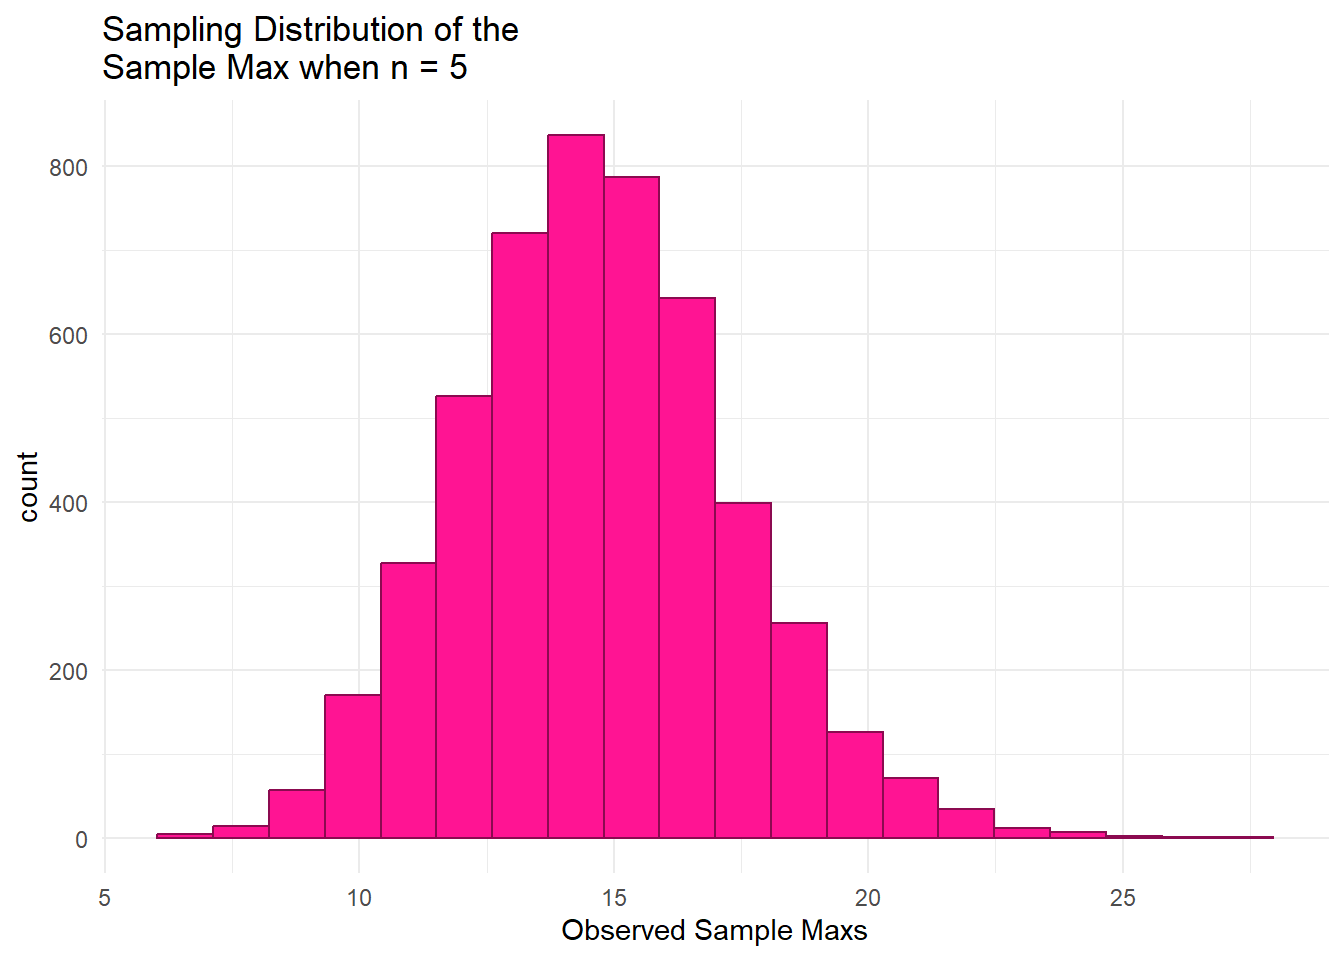 Sampling Distribution of the
Sample Max when n = 5
800
600
400
200
0
count
5 10 15 20 25
Observed Sample Maxs